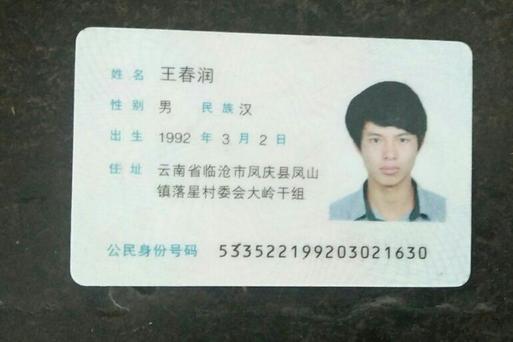 姓名 王春润
性别 男 民族 汉
出生 1992 年 3 月 2 日
住址 云南省临沧市凤庆县凤山
镇落星村委会大岭干组
公民身份号码 533522199203021630